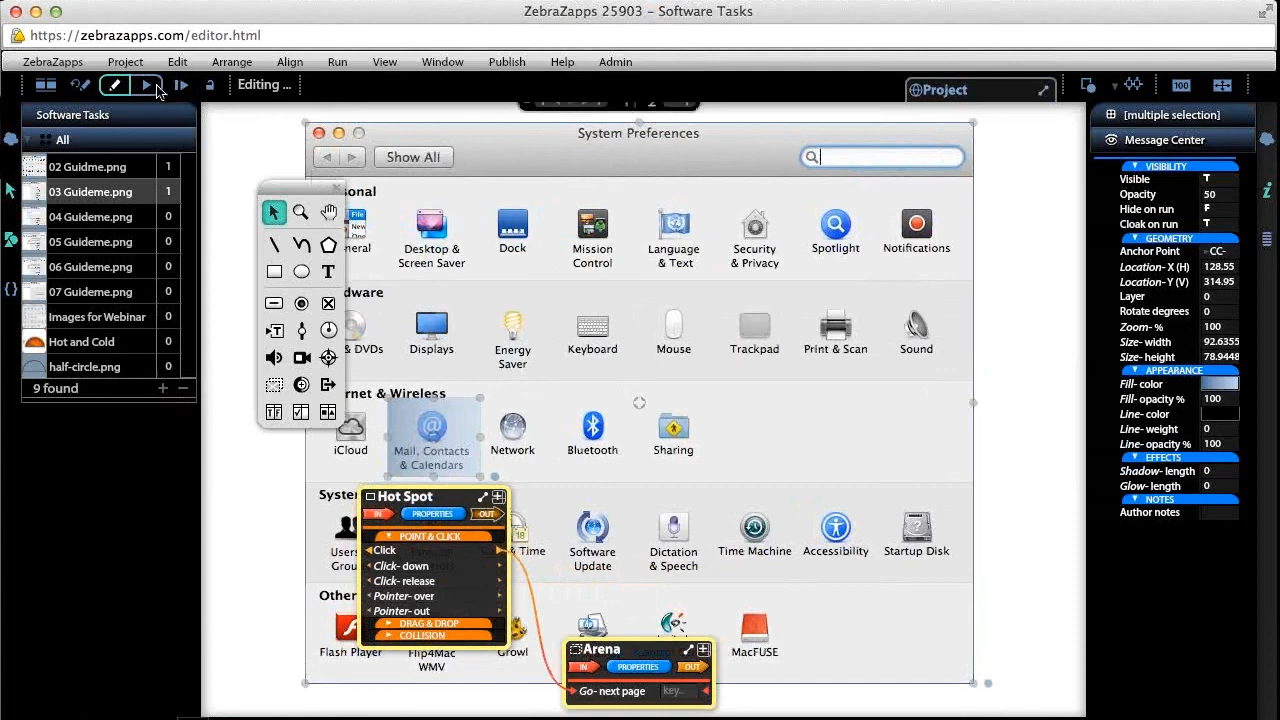 ZebraZapps 25903 – Software Tasks
https://zebrazapps.com/editor.html
ZebraZapps Project Edit Arrange Align Run View Window Publish Help Admin
Editing ...
Project
100
Software Tasks
All
02 Guidme.png 1
03 Guideme.png 1
04 Guideme.png 0
05 Guideme.png 0
06 Guideme.png 0
07 Guideme.png 0
Images for Webinar 0
Hot and Cold 0
half-circle.png 0
9 found + −
System Preferences
Show All
sonal
File
New
neral
Desktop &
Screen Saver
Dock
Mission
Control
Language
& Text
Security
& Privacy
Spotlight
Notifications
dware
& DVDs
Displays
Energy
Saver
Keyboard
Mouse
Trackpad
Print & Scan
Sound
ernet & Wireless
iCloud
@
Mail, Contacts
& Calendars
Network
Bluetooth
Sharing
Syste
Users
Grou
18
& Time
Software
Update
Dictation
& Speech
Time Machine
Accessibility
Startup Disk
Other
Flash Player
Flip4Mac
WMV
Growl
MacFUSE
T
T
TF
Hot Spot
IN PROPERTIES OUT
POINT & CLICK
Click
Click- down
Click- release
Pointer- over
Pointer- out
DRAG & DROP
COLLISION
Arena
IN PROPERTIES OUT
Go- next page key..
[multiple selection]
Message Center
VISIBILITY
Visible T
Opacity 50
Hide on run F
Cloak on run T
GEOMETRY
Anchor Point -CC-
Location- X (H) 128.55
Location- Y (V) 314.95
Layer 0
Rotate degrees 0
Zoom- % 100
Size- width 92.6355
Size- height 78.9448
APPEARANCE
Fill- color
Fill- opacity % 100
Line- color
Line- weight 0
Line- opacity % 100
EFFECTS
Shadow- length 0
Glow- length 0
NOTES
Author notes